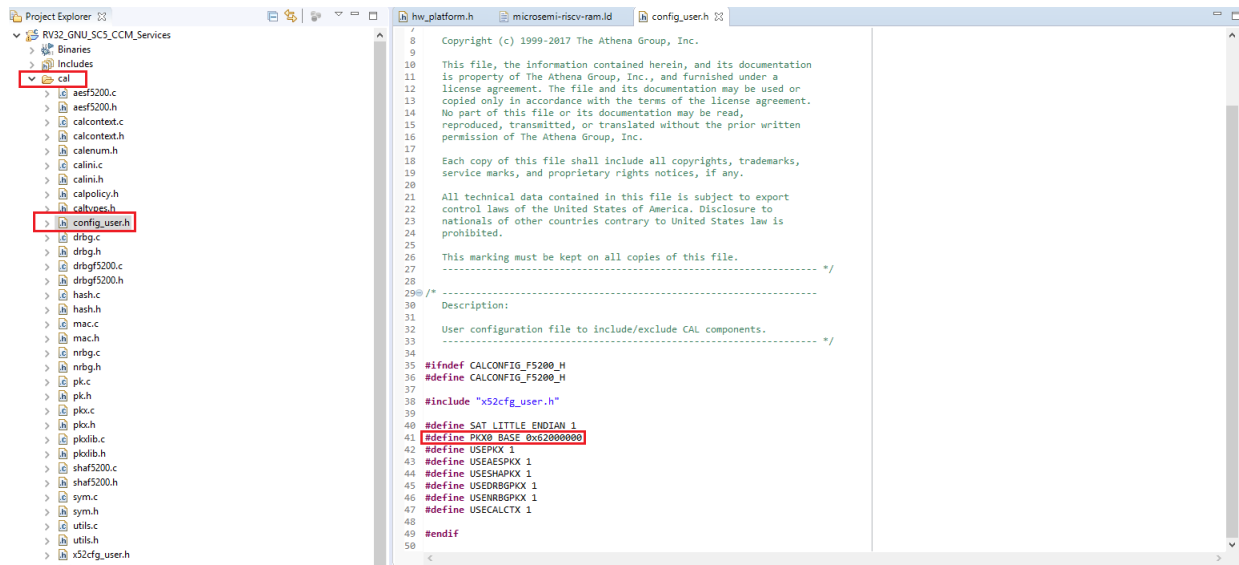 Project Explorer
RV32_GNU_SC5_CCM_Services
Binaries
Includes
cal
aesf5200.c
aesf5200.h
calcontext.c
calcontext.h
calenum.h
calini.c
calini.h
calpolicy.h
caltypes.h
config_user.h
drbg.c
drbg.h
drbgf5200.c
drbgf5200.h
hash.c
hash.h
mac.c
mac.h
nrbg.c
nrbg.h
pk.c
pk.h
pkx.c
pkx.h
pkxlib.c
pkxlib.h
shaf5200.c
shaf5200.h
sym.c
sym.h
utils.c
utils.h
x52cfg_user.h
hw_platform.h microsemi-riscv-ram.ld config_user.h
7
8 Copyright (c) 1999-2017 The Athena Group, Inc.
9
10 This file, the information contained herein, and its documentation
11 is property of The Athena Group, Inc., and furnished under a
12 license agreement. The file and its documentation may be used or
13 copied only in accordance with the terms of the license agreement.
14 No part of this file or its documentation may be read,
15 reproduced, transmitted, or translated without the prior written
16 permission of The Athena Group, Inc.
17
18 Each copy of this file shall include all copyrights, trademarks,
19 service marks, and proprietary rights notices, if any.
20
21 All technical data contained in this file is subject to export
22 control laws of the United States of America. Disclosure to
23 nationals of other countries contrary to United States law is
24 prohibited.
25
26 This marking must be kept on all copies of this file.
27 ------------------------------------------------------------------- */
28
29 /* -------------------------------------------------------------------
30 Description:
31
32 User configuration file to include/exclude CAL components.
33 ------------------------------------------------------------------- */
34
35 #ifndef CALCONFIG_F5200_H
36 #define CALCONFIG_F5200_H
37
38 #include "x52cfg_user.h"
39
40 #define SAT_LITTLE_ENDIAN 1
41 #define PKX0_BASE 0x62000000
42 #define USEPKX 1
43 #define USEAESPKX 1
44 #define USESHAPKX 1
45 #define USEDRBGPKX 1
46 #define USENRBGPKX 1
47 #define USECALCTX 1
48
49 #endif
50